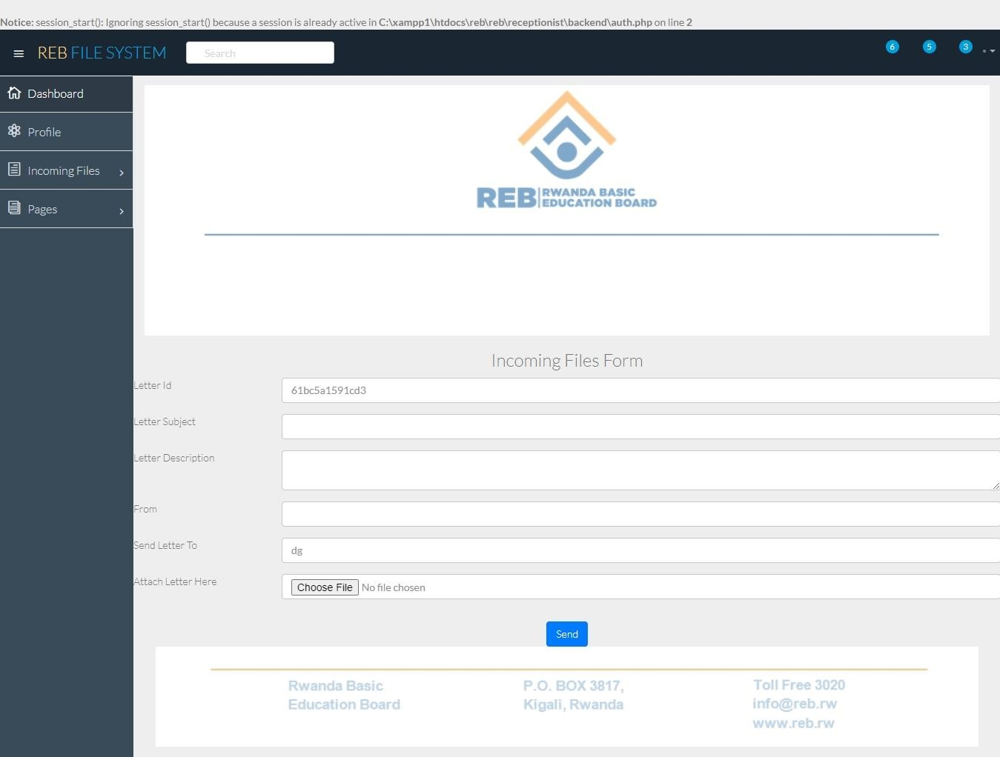 Notice: session_start(): Ignoring session_start() because a session is already active in C:\xampp1\htdocs\reb\reb\receptionist\backend\auth.php on line 2
REB FILE SYSTEM
Search
6
5
3
Dashboard
Profile
Incoming Files
Pages
REB
RWANDA BASIC
EDUCATION BOARD
Incoming Files Form
Letter Id
61bc5a1591cd3
Letter Subject
Letter Description
From
Send Letter To
dg
Attach Letter Here
Choose File No file chosen
Send
Rwanda Basic
Education Board
P.O. BOX 3817,
Kigali, Rwanda
Toll Free 3020
info@reb.rw
www.reb.rw